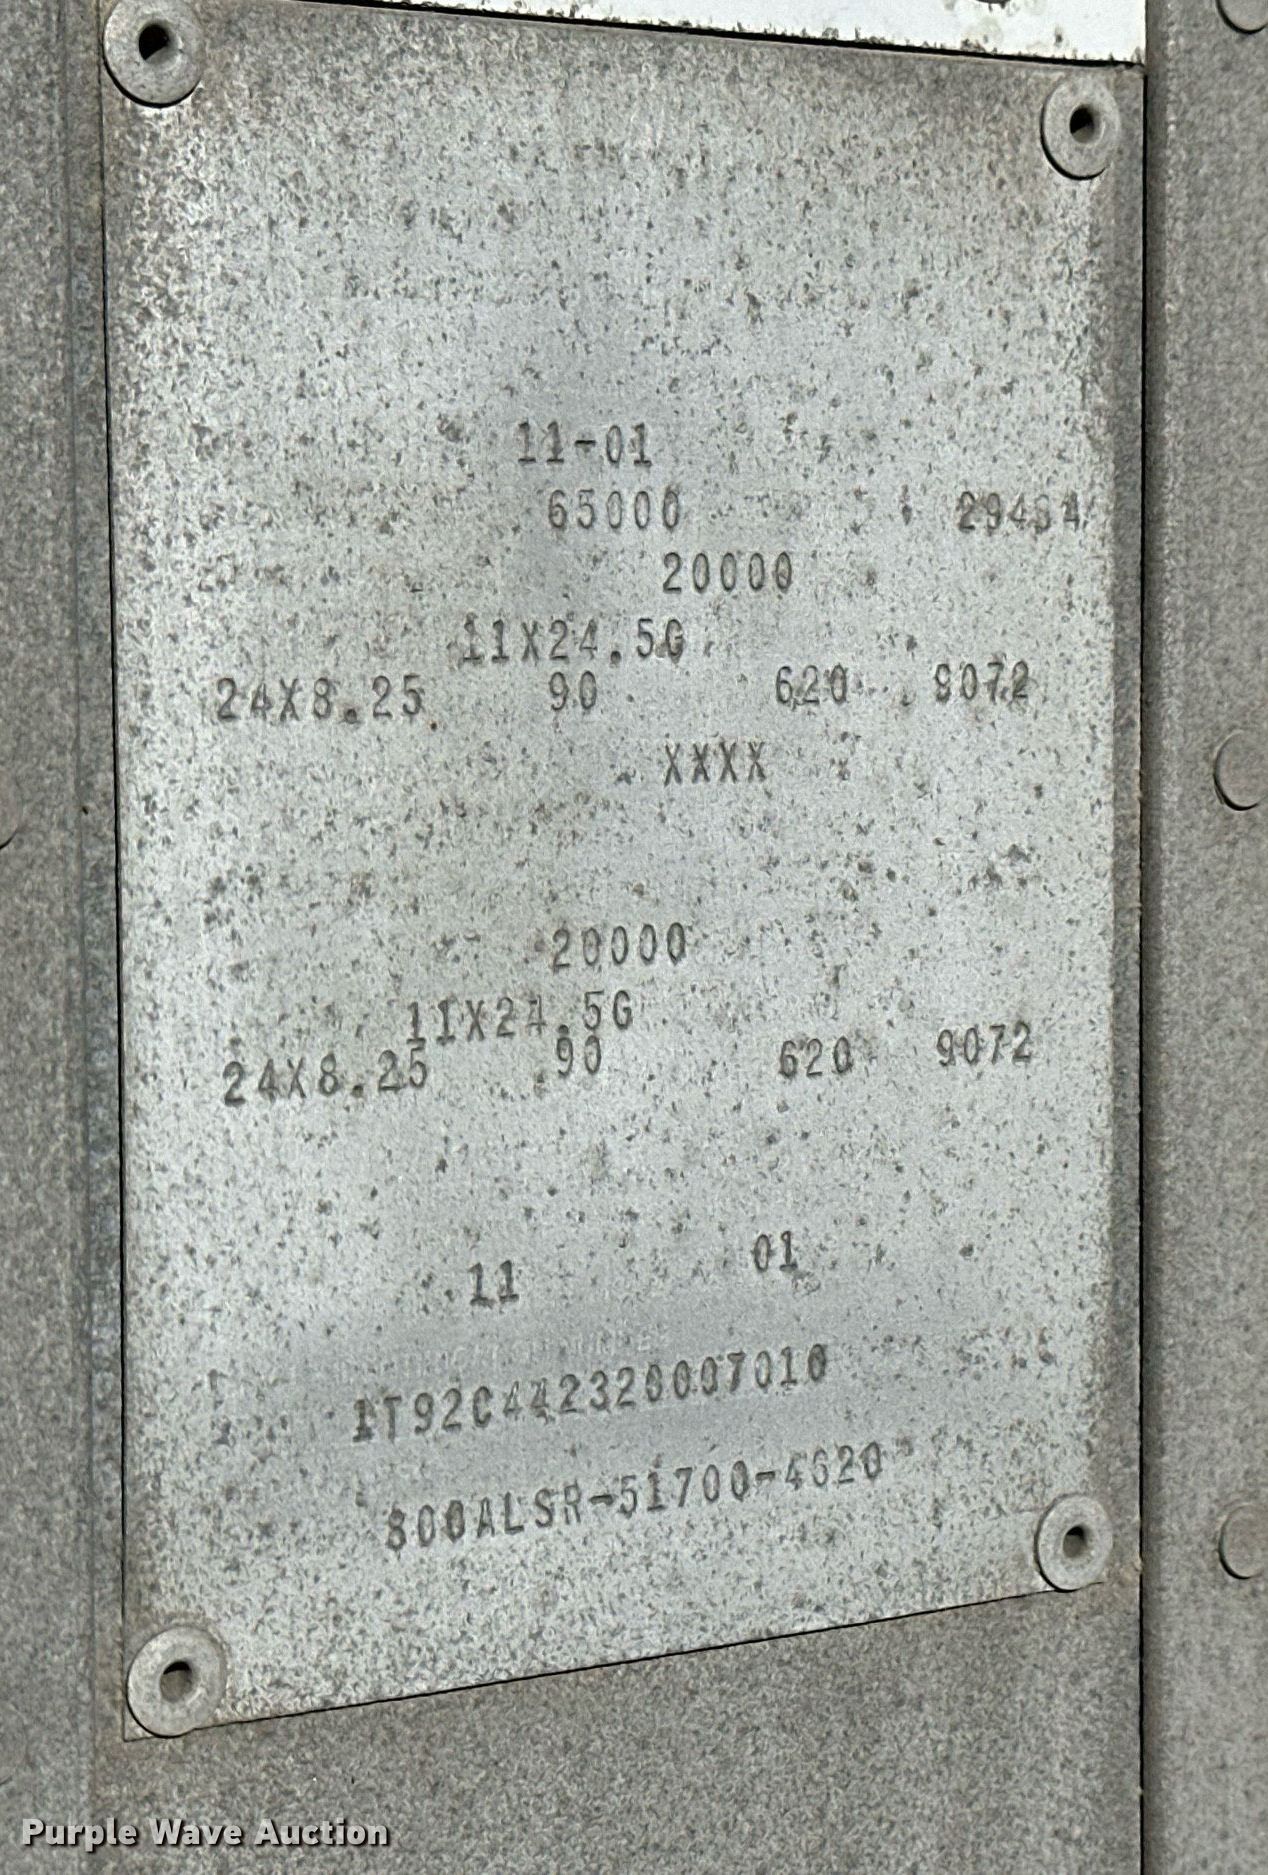 11-01
65000 29484
20000
11X24.5G
24X8.25 90 620 9072
XXXX
20000
11X24.5G
24X8.25 90 620 9072
11 01
1T92C442320007010
800ALSR-51700-4620
Purple Wave Auction